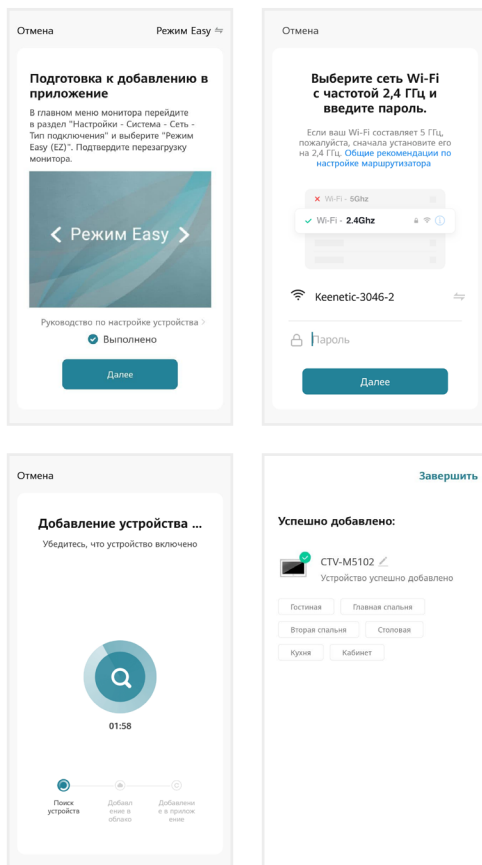 Отмена
Режим Easy
Подготовка к добавлению в
приложение
В главном меню монитора перейдите
в раздел "Настройки - Система - Сеть -
Тип подключения" и выберите "Режим
Easy (EZ)". Подтвердите перезагрузку
монитора.
Режим Easy
Руководство по настройке устройства
Выполнено
Далее
Отмена
Выберите сеть Wi-Fi
с частотой 2,4 ГГц и
введите пароль.
Если ваш Wi-Fi составляет 5 ГГц,
пожалуйста, сначала установите его
на 2,4 ГГц. Общие рекомендации по
настройке маршрутизатора
Wi-Fi - 5Ghz
Wi-Fi - 2.4Ghz
Keenetic-3046-2
Пароль
Далее
Отмена
Добавление устройства ...
Убедитесь, что устройство включено
01:58
Поиск
устройств
Добавл
ение в
облако
Добавлени
е в прилож
ение
Завершить
Успешно добавлено:
CTV-M5102
Устройство успешно добавлено
Гостиная
Главная спальня
Вторая спальня
Столовая
Кухня
Кабинет